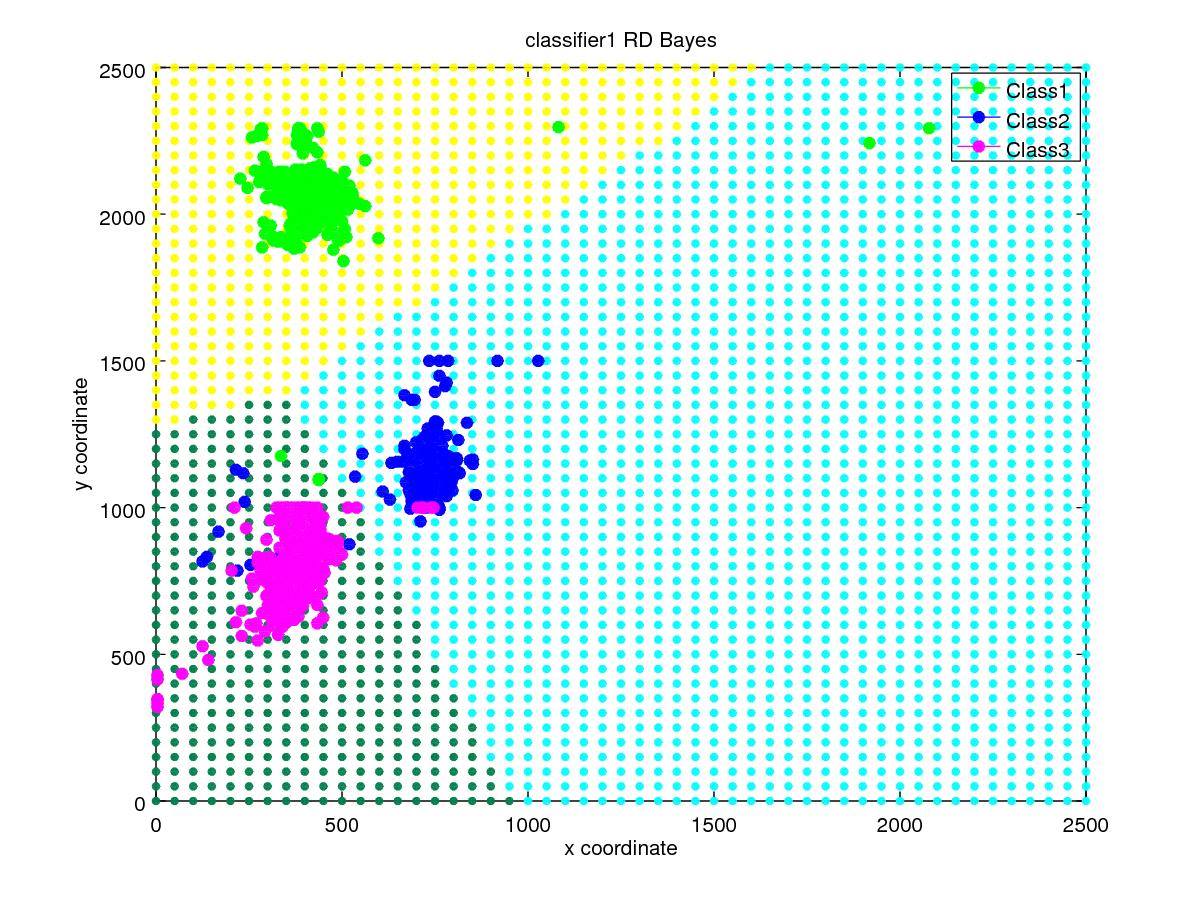 classifier1 RD Bayes
2500
2000
1500
1000
500
0
y coordinate
Class1
Class2
Class3
0 500 1000 1500 2000 2500
x coordinate